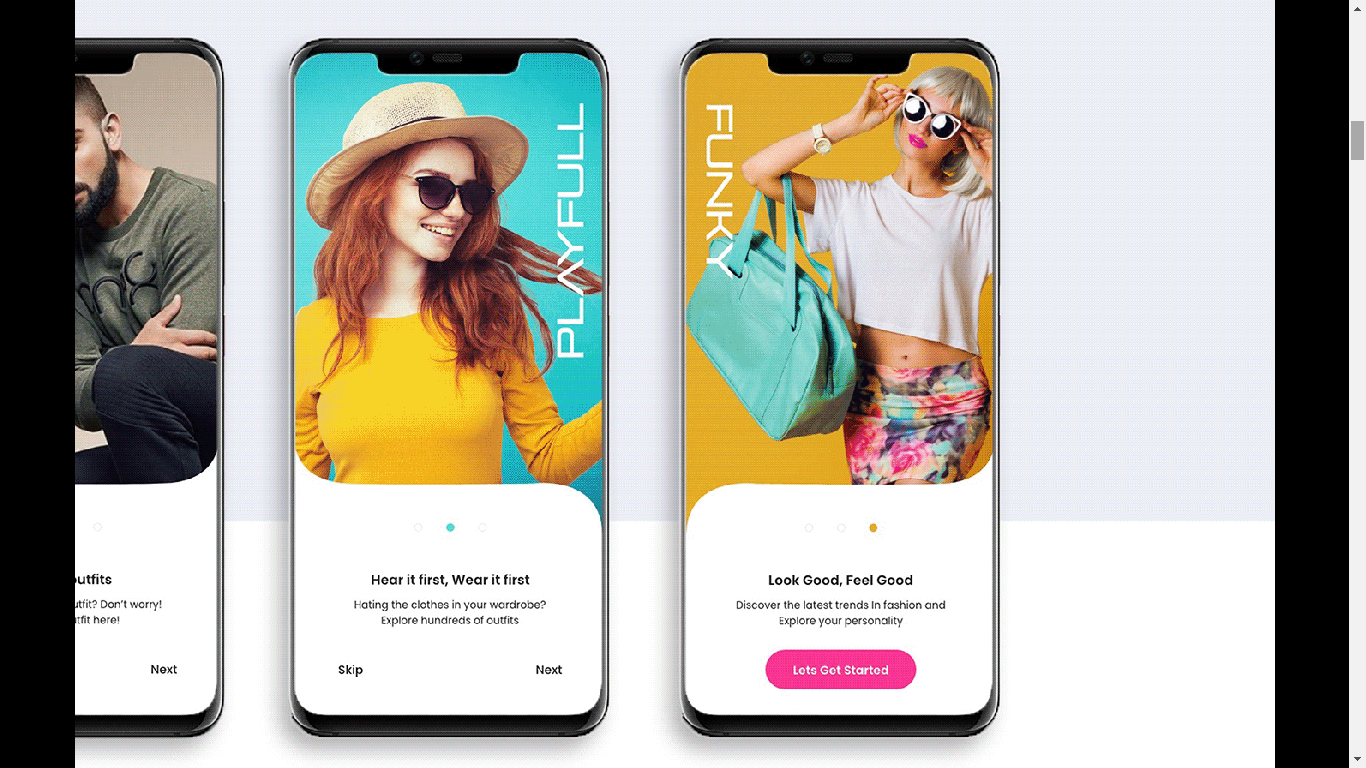 outfits
utfit? Don't worry!
tfit here!
Next
PLAYFULL
Hear it first, Wear it first
Hating the clothes in your wardrobe?
Explore hundreds of outfits
Skip
Next
FUNKY
Look Good, Feel Good
Discover the latest trends In fashion and
Explore your personality
Lets Get Started